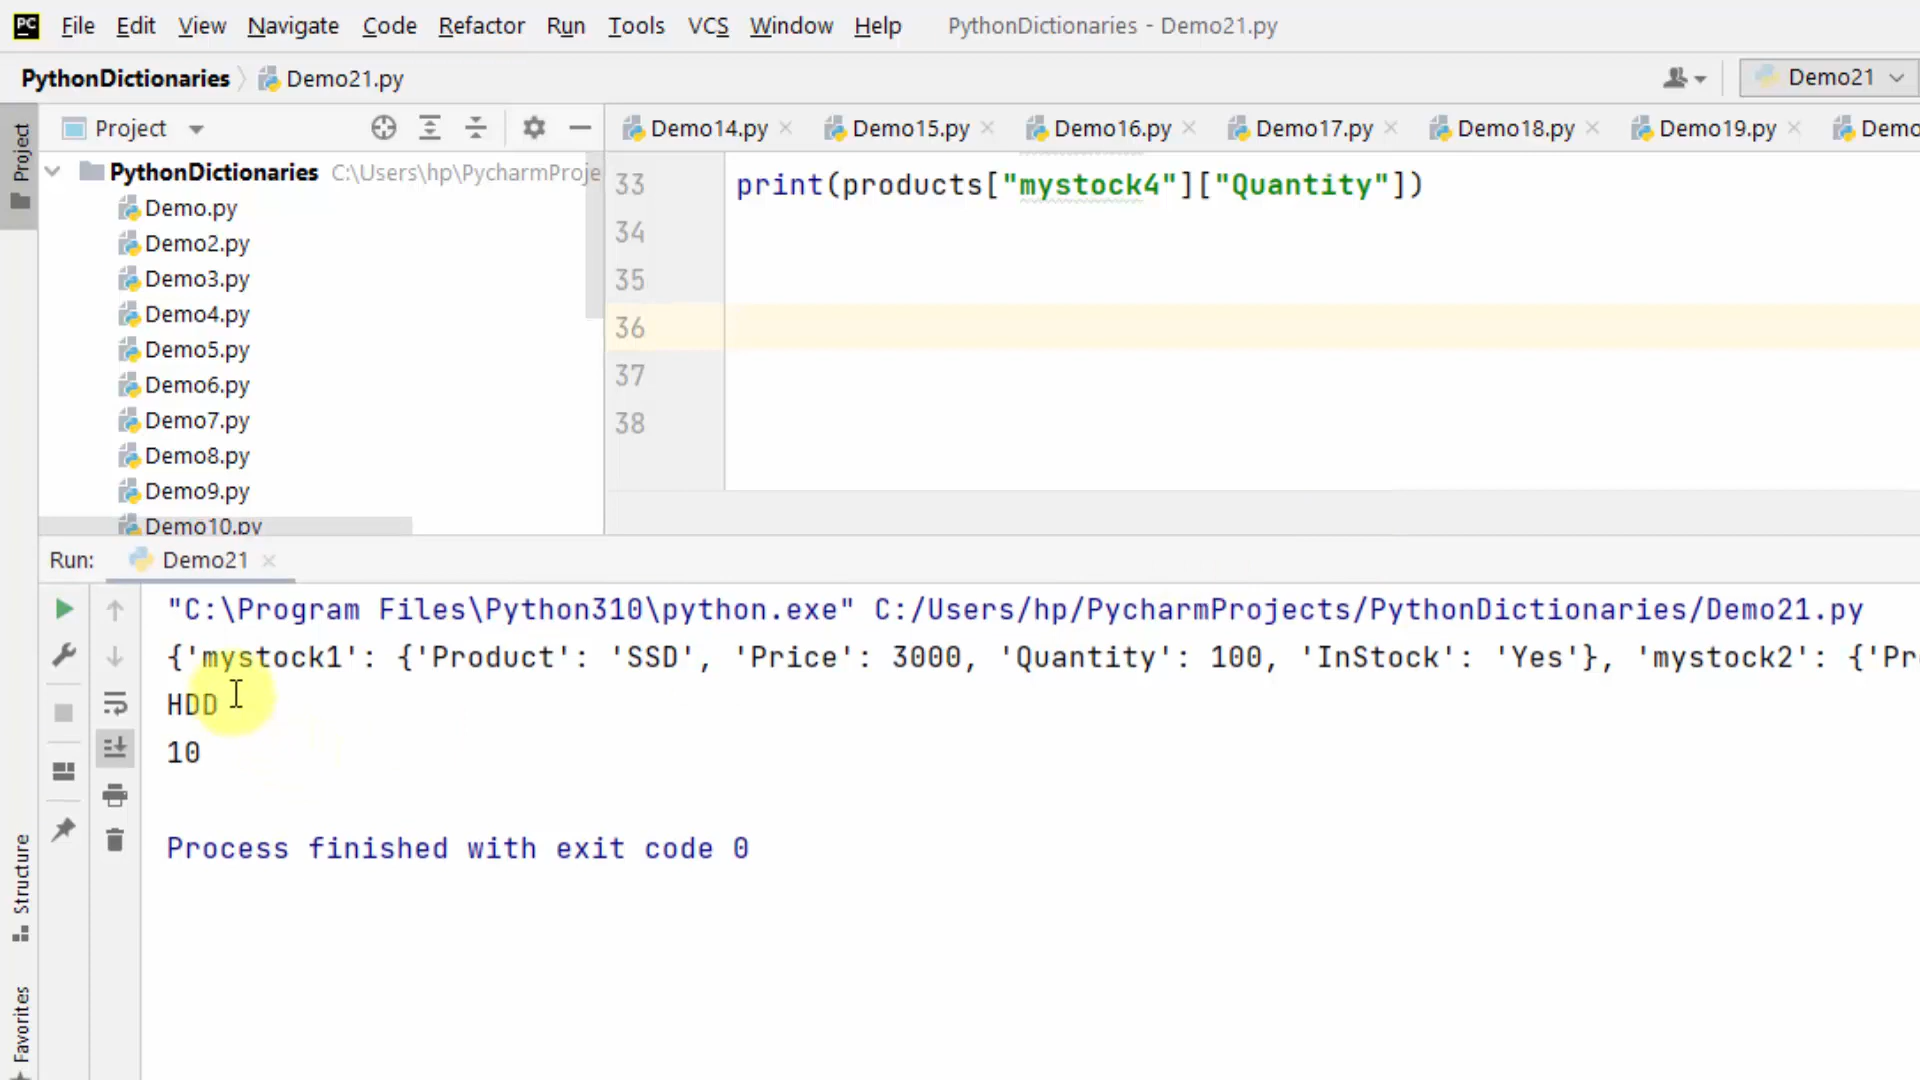 PC File Edit View Navigate Code Refactor Run Tools VCS Window Help PythonDictionaries - Demo21.py
PythonDictionaries Demo21.py Demo21
Project Project Demo14.py Demo15.py Demo16.py Demo17.py Demo18.py Demo19.py Demo
PythonDictionaries C:\Users\hp\PycharmProje
Demo.py
Demo2.py
Demo3.py
Demo4.py
Demo5.py
Demo6.py
Demo7.py
Demo8.py
Demo9.py
Demo10.py
33 print(products["mystock4"]["Quantity"])
34
35
36
37
38
Run: Demo21
"C:\Program Files\Python310\python.exe" C:/Users/hp/PycharmProjects/PythonDictionaries/Demo21.py
{'mystock1': {'Product': 'SSD', 'Price': 3000, 'Quantity': 100, 'InStock': 'Yes'}, 'mystock2': {'Pr
HDD
10
Process finished with exit code 0
Structure
Favorites